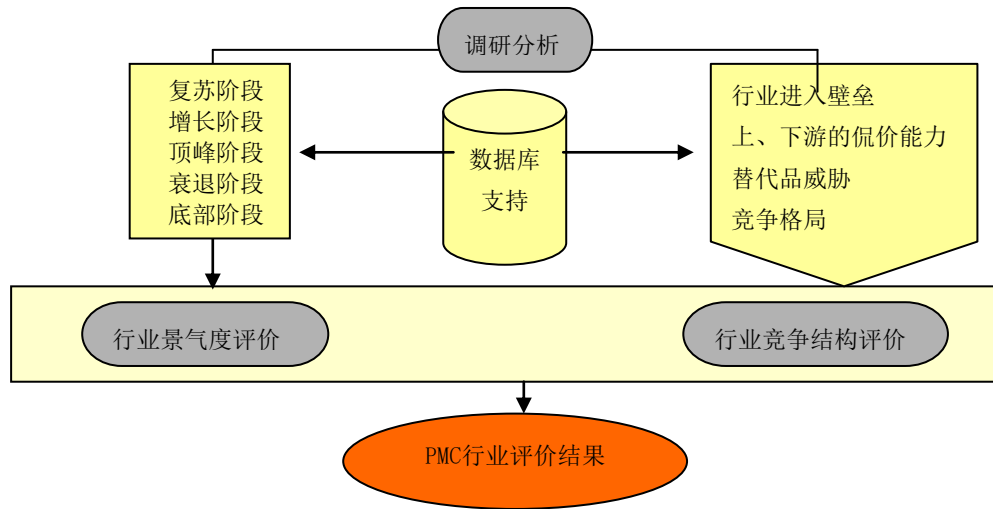 调研分析
复苏阶段
增长阶段
顶峰阶段
衰退阶段
底部阶段
数据库
支持
行业进入壁垒
上、下游的侃价能力
替代品威胁
竞争格局
行业景气度评价
行业竞争结构评价
PMC行业评价结果